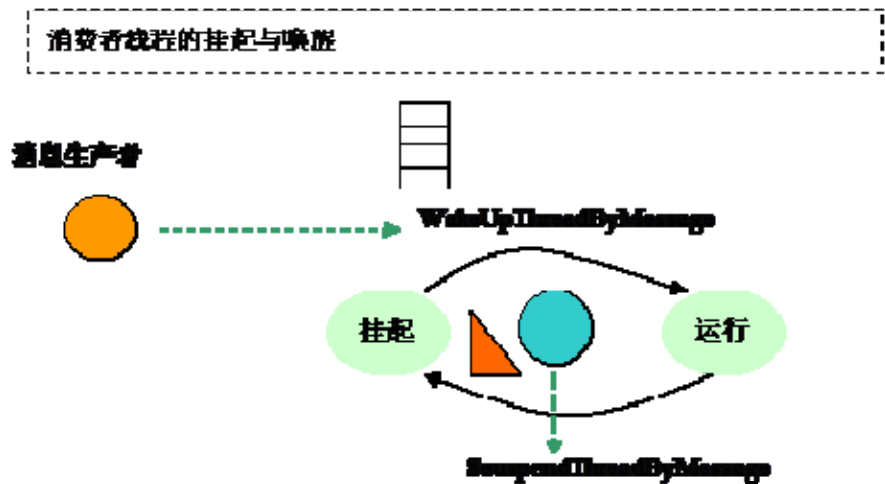 消费者线程的挂起与唤醒
消息生产者
WakeUpThreadByMessage
挂起
运行
SsuspendThreadByMessage